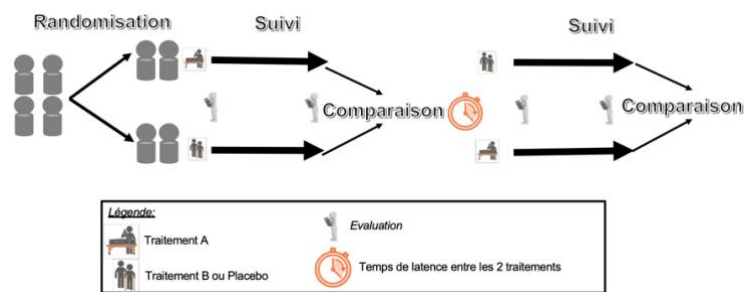 Randomisation
Suivi
Suivi
Comparaison
Comparaison
Légende:
Traitement A
Evaluation
Traitement B ou Placebo
Temps de latence entre les 2 traitements